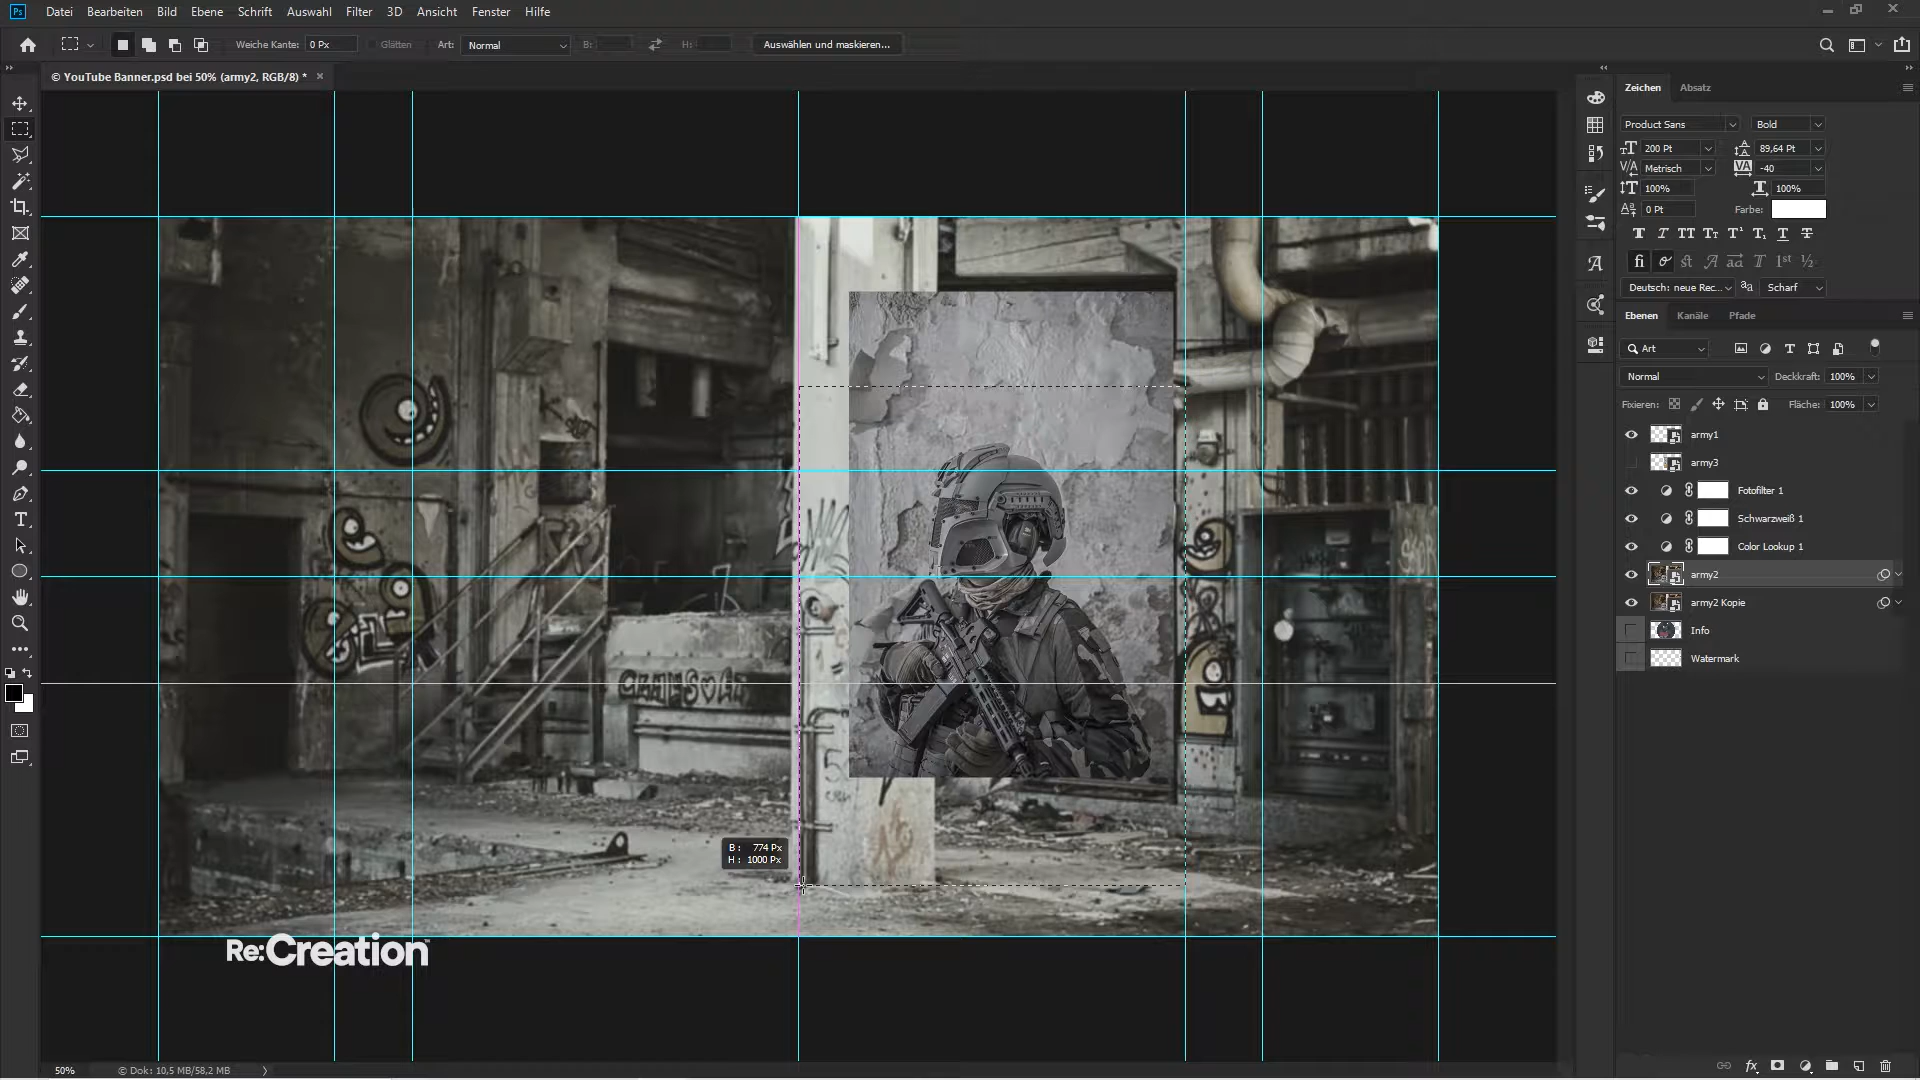 Ps Datei Bearbeiten Bild Ebene Schrift Auswahl Filter 3D Ansicht Fenster Hilfe
Weiche Kante: 0 Px Glätten Art: Normal B: H: Auswählen und maskieren...
© YouTube Banner.psd bei 50% (army2, RGB/8) * ×
Zeichen Absatz
Product Sans Bold
200 Pt 89,64 Pt
Metrisch -40
100% 100%
0 Pt Farbe:
Deutsch: neue Rec... Scharf
Ebenen Kanäle Pfade
Art
Normal Deckkraft: 100%
Fixieren: Fläche: 100%
army1
army3
Fotofilter 1
Schwarzweiß 1
Color Lookup 1
army2
army2 Kopie
Info
Watermark
B: 774 Px
H: 1000 Px
Re:Creation
50% © Dok: 10,5 MB/58,2 MB